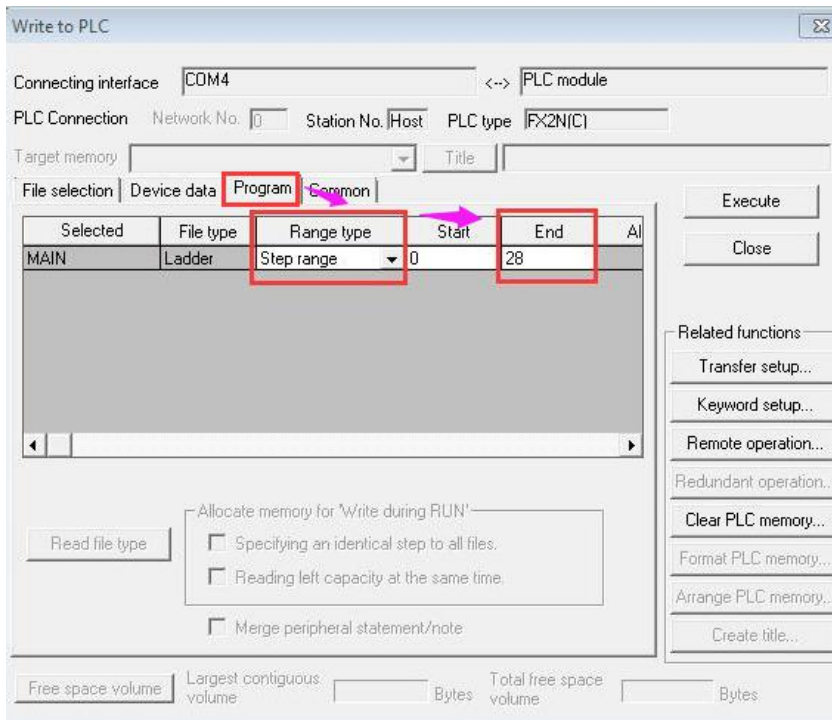 Write to PLC
Connecting interface COM4 <--> PLC module
PLC Connection Network No. 0 Station No. Host PLC type FX2N(C)
Target memory Title
File selection Device data Program Common
Execute
Close
Selected File type Range type Start End Al
MAIN Ladder Step range 0 28
Related functions
Transfer setup...
Keyword setup...
Remote operation...
Redundant operation..
Clear PLC memory...
Format PLC memory...
Arrange PLC memory..
Create title...
Allocate memory for 'Write during RUN'
Read file type
Specifying an identical step to all files.
Reading left capacity at the same time.
Merge peripheral statement/note
Free space volume Largest contiguous volume Bytes Total free space volume Bytes